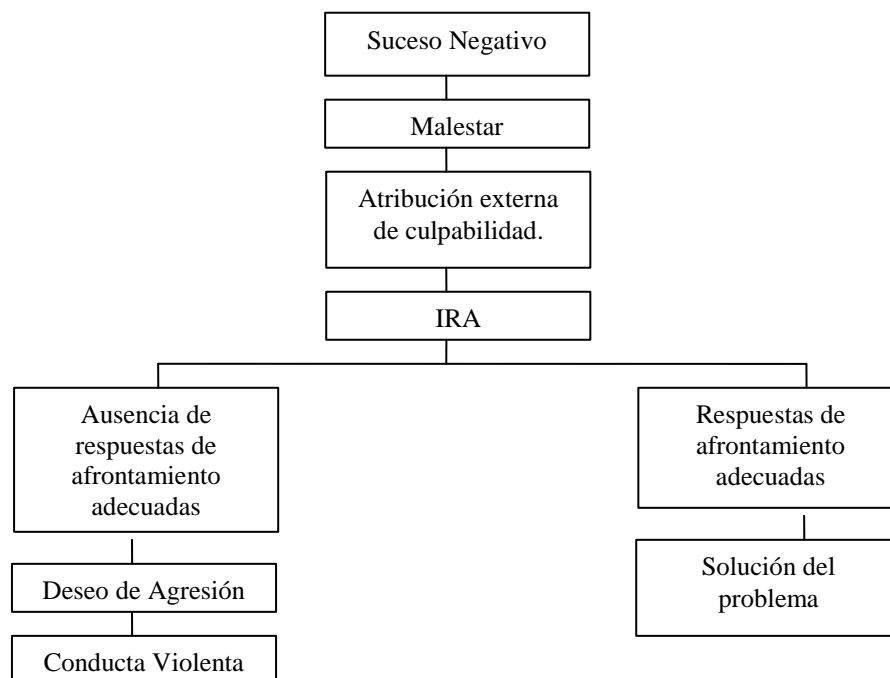 Suceso Negativo
Malestar
Atribución externa
de culpabilidad.
IRA
Ausencia de
respuestas de
afrontamiento
adecuadas
Deseo de Agresión
Conducta Violenta
Respuestas de
afrontamiento
adecuadas
Solución del
problema